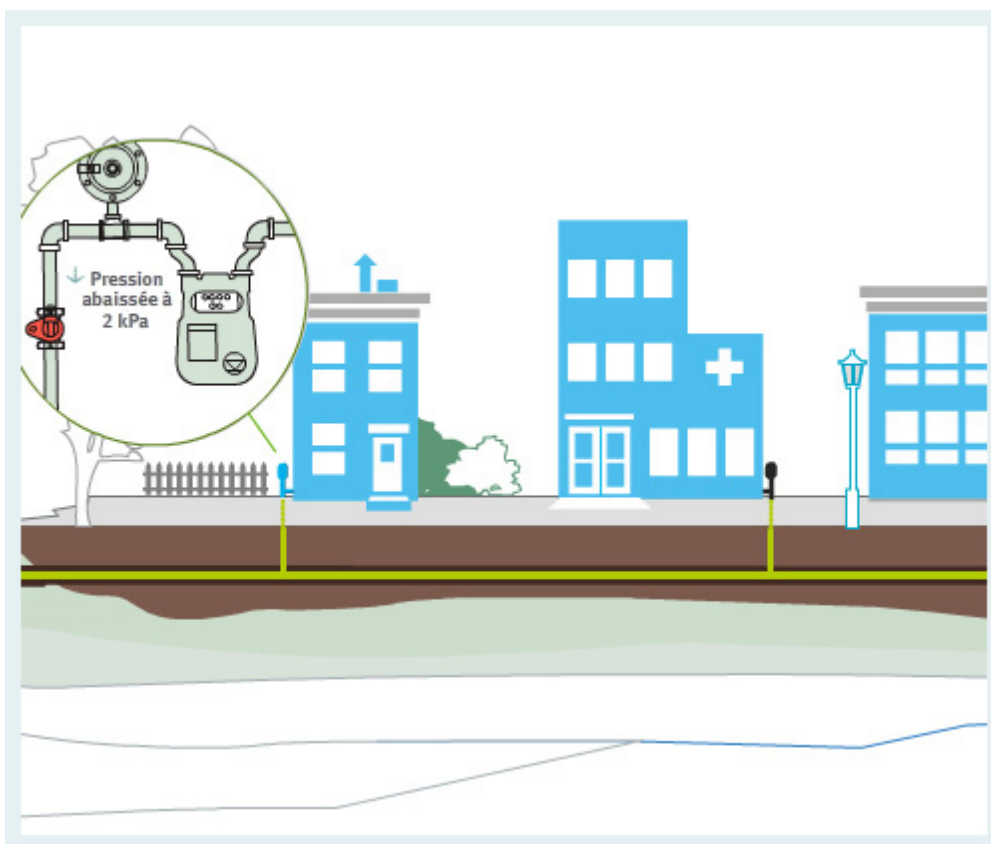 ↓ Pression
abaissée à
2 kPa